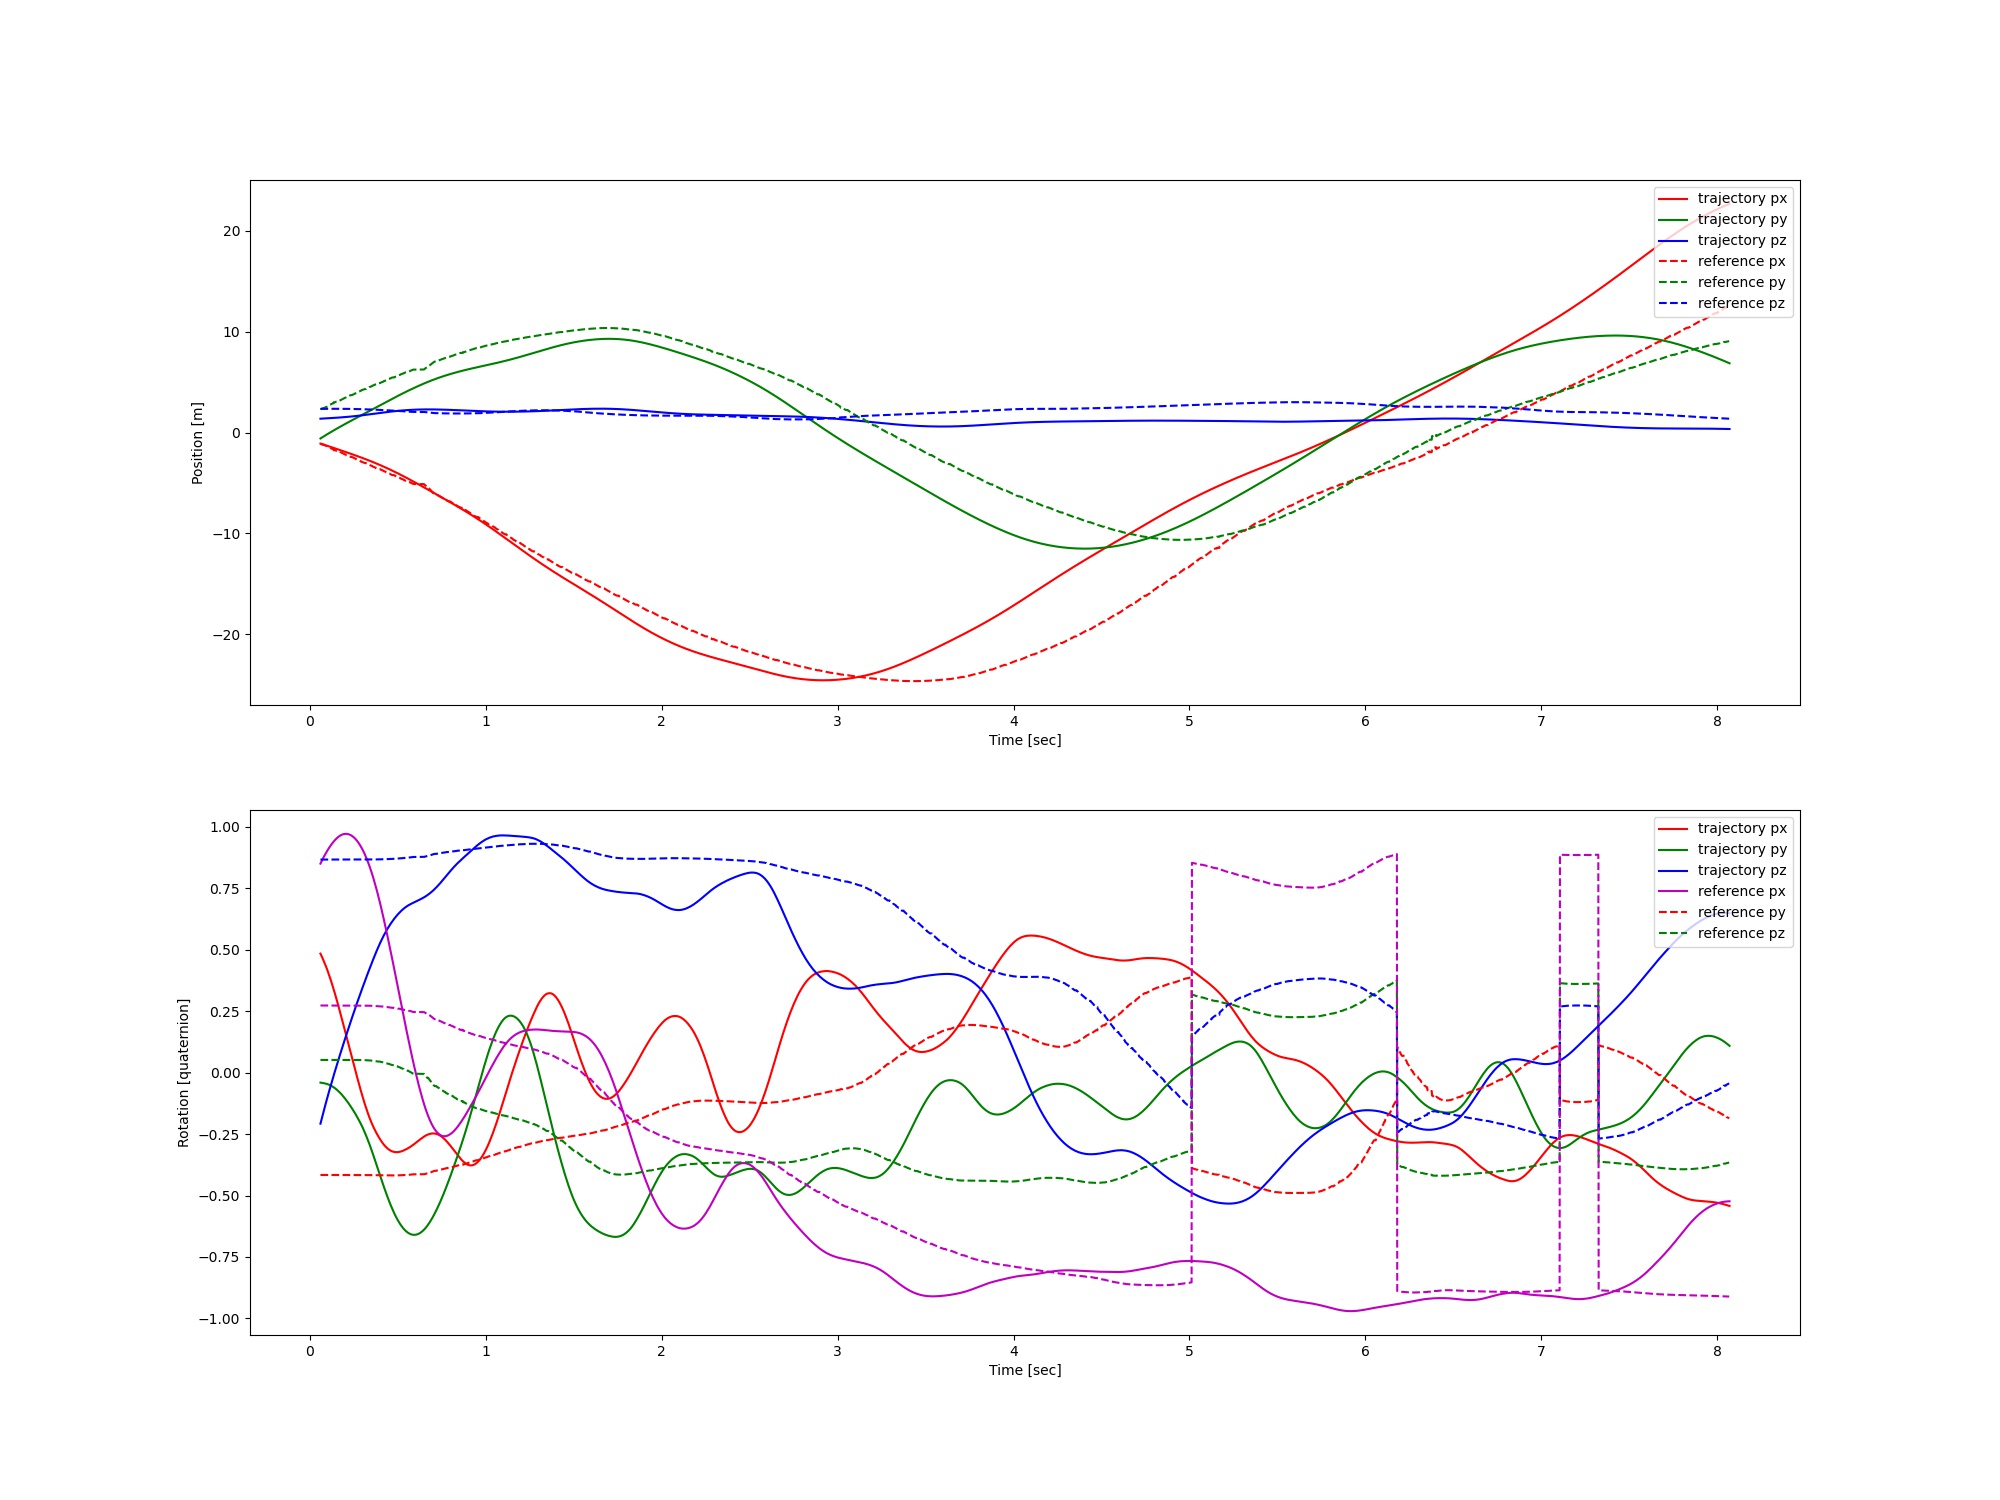 20
10
0
−10
−20
Position [m]
trajectory px
trajectory py
trajectory pz
reference px
reference py
reference pz
0 1 2 3 4 5 6 7 8
Time [sec]
1.00
0.75
0.50
0.25
0.00
−0.25
−0.50
−0.75
−1.00
Rotation [quaternion]
trajectory px
trajectory py
trajectory pz
reference px
reference py
reference pz
0 1 2 3 4 5 6 7 8
Time [sec]